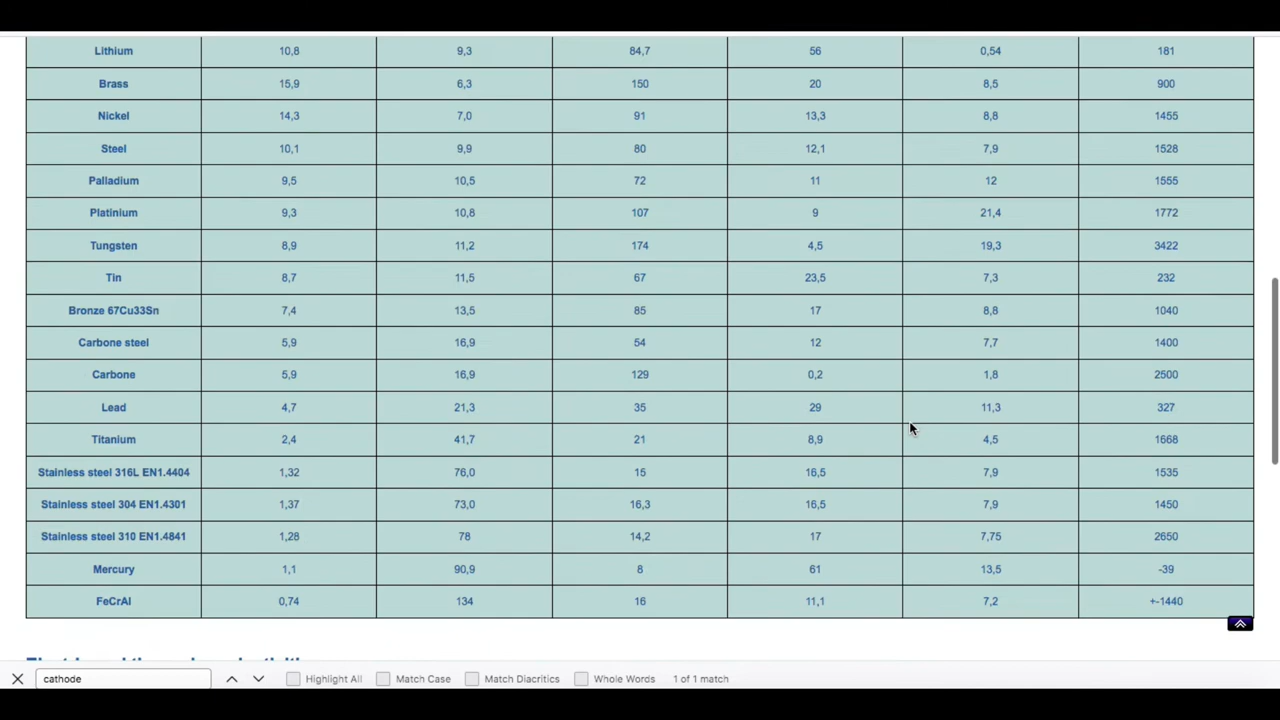 Lithium 10,8 9,3 84,7 56 0,54 181
Brass 15,9 6,3 150 20 8,5 900
Nickel 14,3 7,0 91 13,3 8,8 1455
Steel 10,1 9,9 80 12,1 7,9 1528
Palladium 9,5 10,5 72 11 12 1555
Platinium 9,3 10,8 107 9 21,4 1772
Tungsten 8,9 11,2 174 4,5 19,3 3422
Tin 8,7 11,5 67 23,5 7,3 232
Bronze 67Cu33Sn 7,4 13,5 85 17 8,8 1040
Carbone steel 5,9 16,9 54 12 7,7 1400
Carbone 5,9 16,9 129 0,2 1,8 2500
Lead 4,7 21,3 35 29 11,3 327
Titanium 2,4 41,7 21 8,9 4,5 1668
Stainless steel 316L EN1.4404 1,32 76,0 15 16,5 7,9 1535
Stainless steel 304 EN1.4301 1,37 73,0 16,3 16,5 7,9 1450
Stainless steel 310 EN1.4841 1,28 78 14,2 17 7,75 2650
Mercury 1,1 90,9 8 61 13,5 -39
FeCrAl 0,74 134 16 11,1 7,2 +-1440
cathode Highlight All Match Case Match Diacritics Whole Words 1 of 1 match